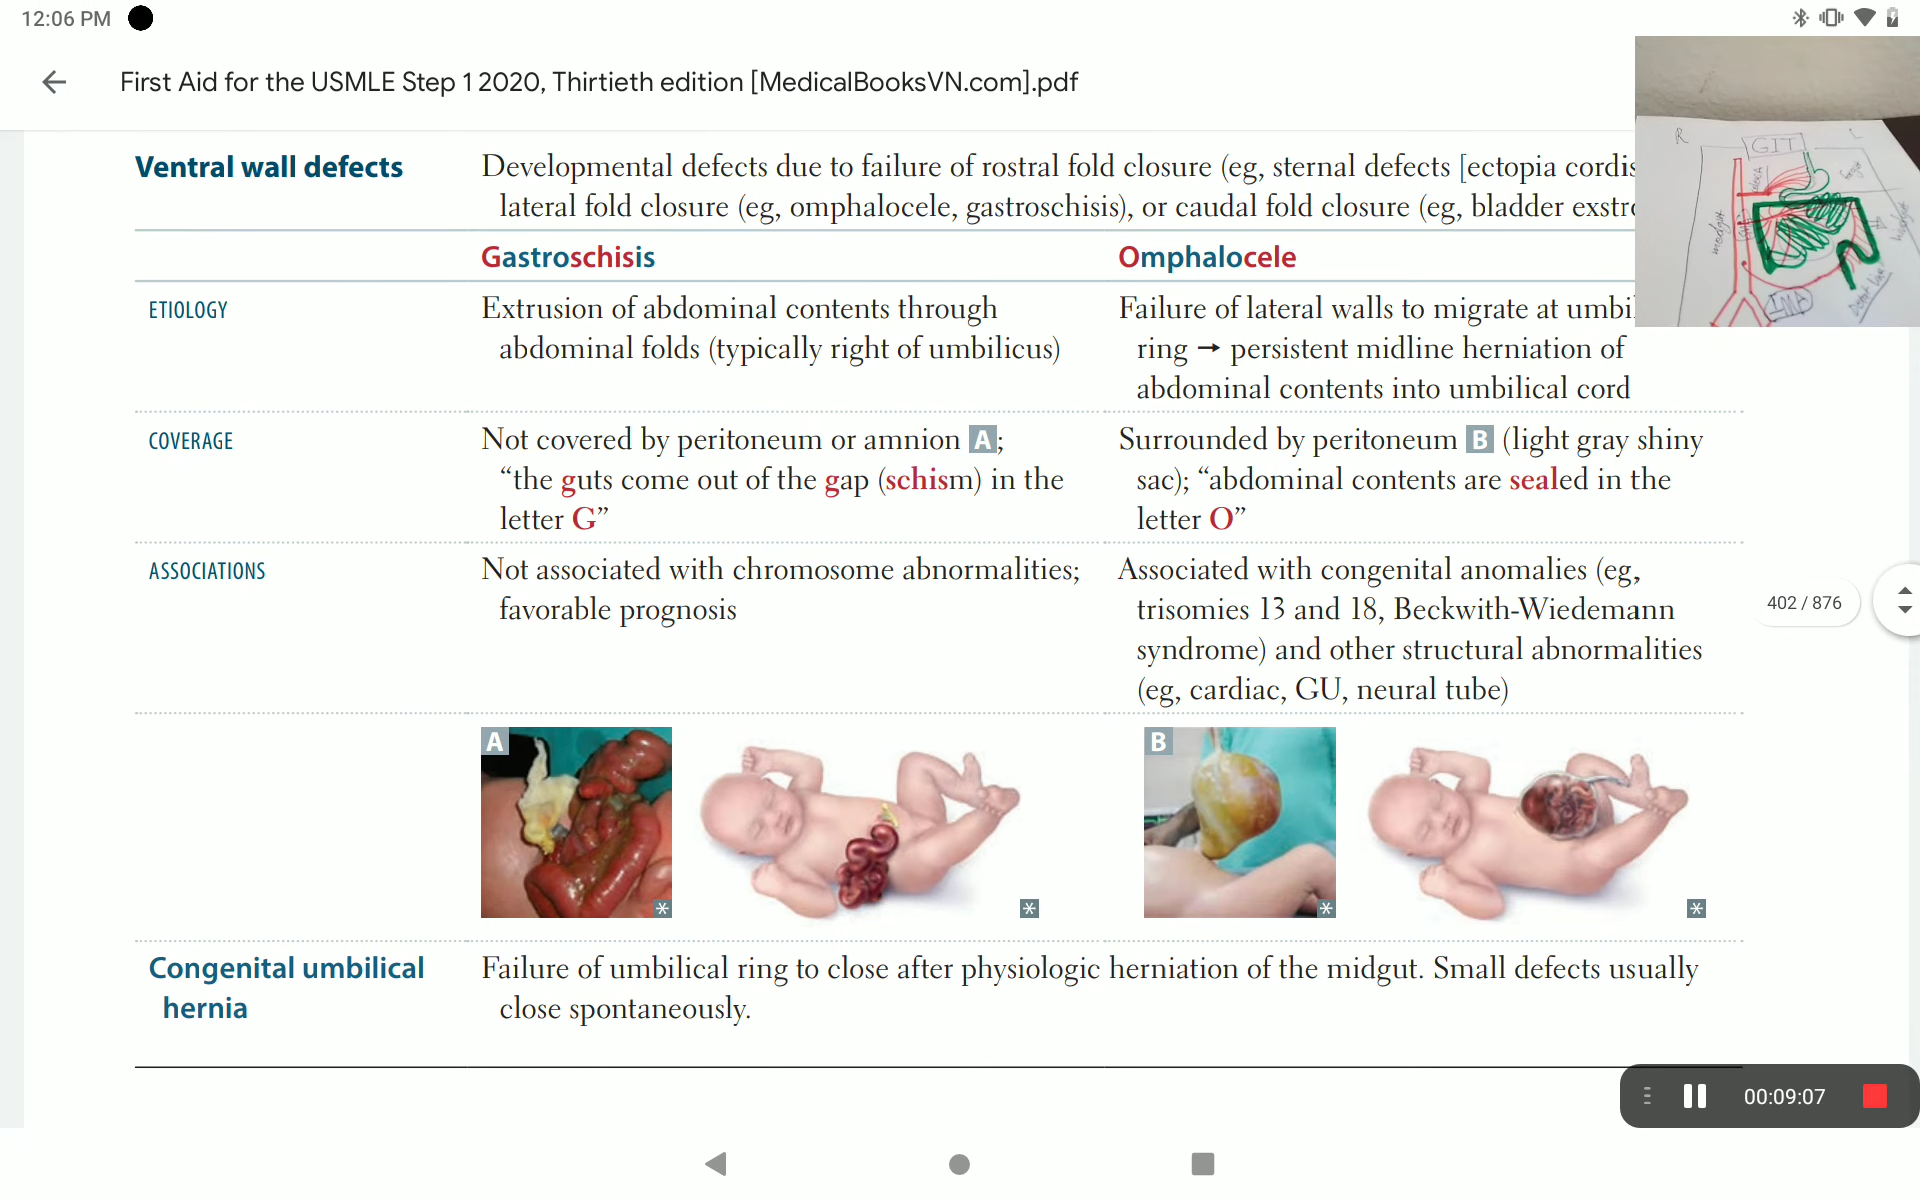 12:06 PM
First Aid for the USMLE Step 1 2020, Thirtieth edition [MedicalBooksVN.com].pdf
R
L
GIT
IMA
midgut
Ventral wall defects
Developmental defects due to failure of rostral fold closure (eg, sternal defects [ectopia cordis
lateral fold closure (eg, omphalocele, gastroschisis), or caudal fold closure (eg, bladder exstro
Gastroschisis
Omphalocele
ETIOLOGY
Extrusion of abdominal contents through
abdominal folds (typically right of umbilicus)
Failure of lateral walls to migrate at umbi
ring → persistent midline herniation of
abdominal contents into umbilical cord
COVERAGE
Not covered by peritoneum or amnion A;
“the guts come out of the gap (schism) in the
letter G”
Surrounded by peritoneum B (light gray shiny
sac); “abdominal contents are sealed in the
letter O”
ASSOCIATIONS
Not associated with chromosome abnormalities;
favorable prognosis
Associated with congenital anomalies (eg,
trisomies 13 and 18, Beckwith-Wiedemann
syndrome) and other structural abnormalities
(eg, cardiac, GU, neural tube)
402 / 876
A
B
Congenital umbilical
hernia
Failure of umbilical ring to close after physiologic herniation of the midgut. Small defects usually
close spontaneously.
00:09:07